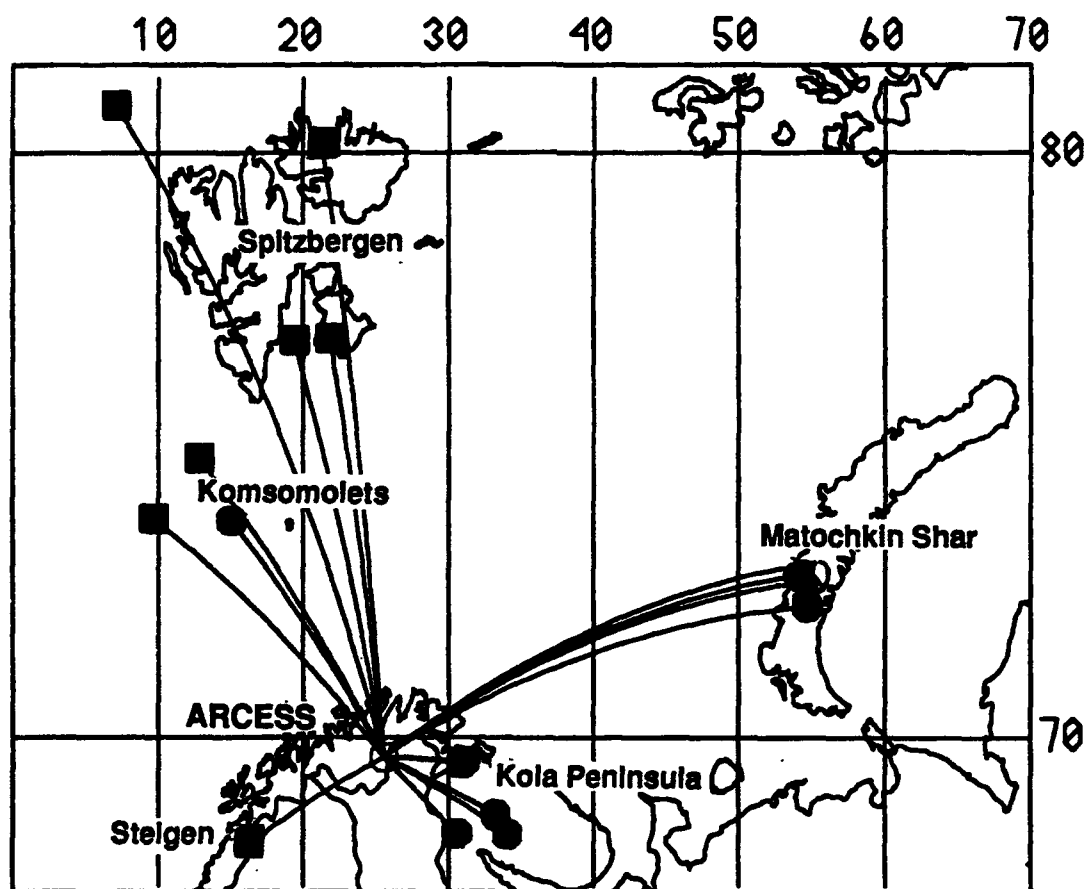 10 20 30 40 50 60 70
80
Spitzbergen
Komsomolets
Matochkin Shar
ARCESS
70
Kola Peninsula
Steigen